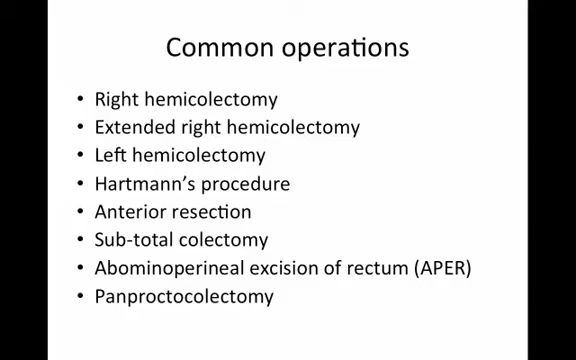 Common operations
• Right hemicolectomy
• Extended right hemicolectomy
• Left hemicolectomy
• Hartmann's procedure
• Anterior resection
• Sub-total colectomy
• Abominoperineal excision of rectum (APER)
• Panproctocolectomy